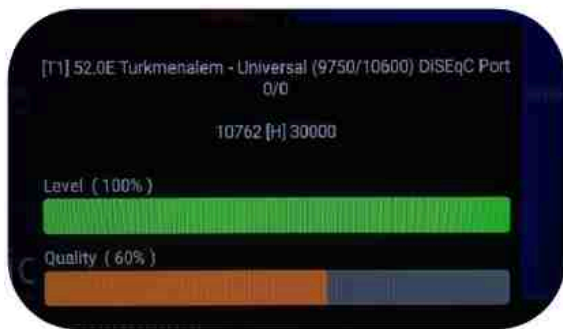 [T1] 52.0E Turkmenalem - Universal (9750/10600) DiSEqC Port
0/0
10762 [H] 30000
Level ( 100% )
Quality ( 60% )